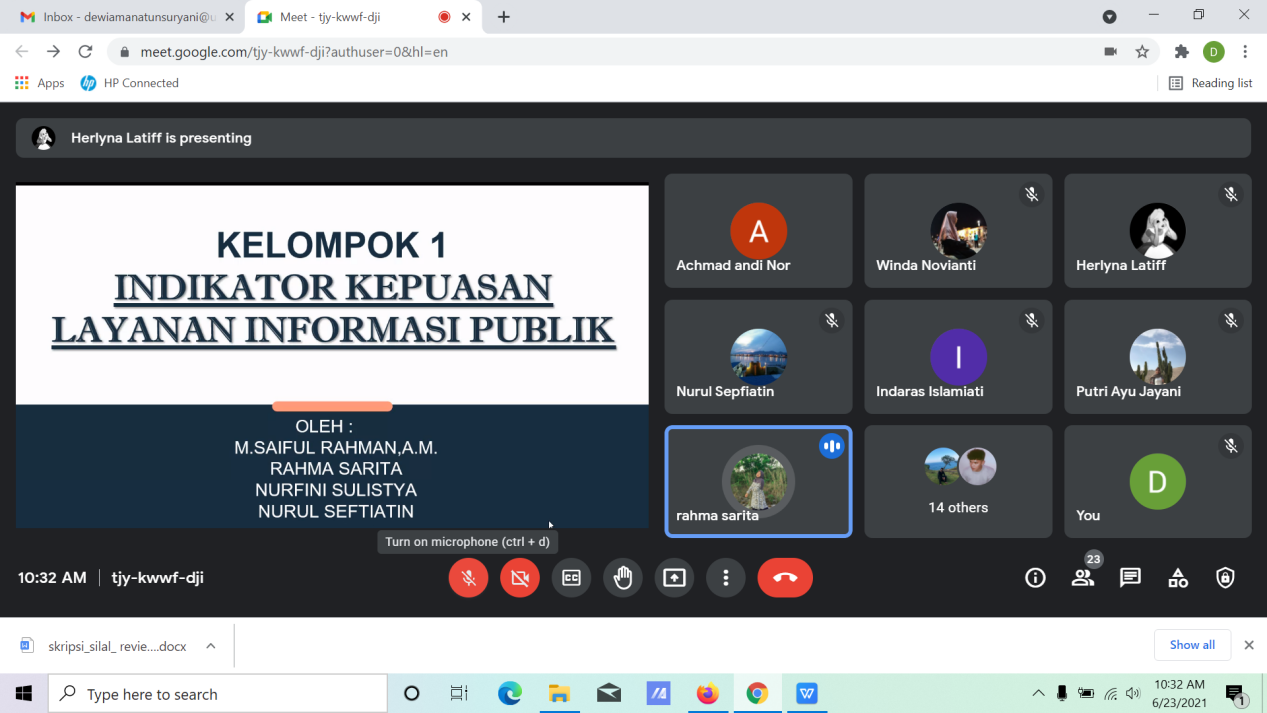 Inbox - dewiamanatunsuryani@u
Meet - tjy-kwwf-dji
meet.google.com/tjy-kwwf-dji?authuser=0&hl=en
D
Apps
HP Connected
Reading list
Herlyna Latiff is presenting
KELOMPOK 1
INDIKATOR KEPUASAN
LAYANAN INFORMASI PUBLIK
OLEH :
M.SAIFUL RAHMAN,A.M.
RAHMA SARITA
NURFINI SULISTYA
NURUL SEFTIATIN
A
Achmad andi Nor
Winda Novianti
Herlyna Latiff
Nurul Sepfiatin
I
Indaras Islamiati
Putri Ayu Jayani
rahma sarita
14 others
D
You
Turn on microphone (ctrl + d)
10:32 AM
tjy-kwwf-dji
CC
23
skripsi_silal_ revie....docx
Show all
Type here to search
10:32 AM
6/23/2021
1